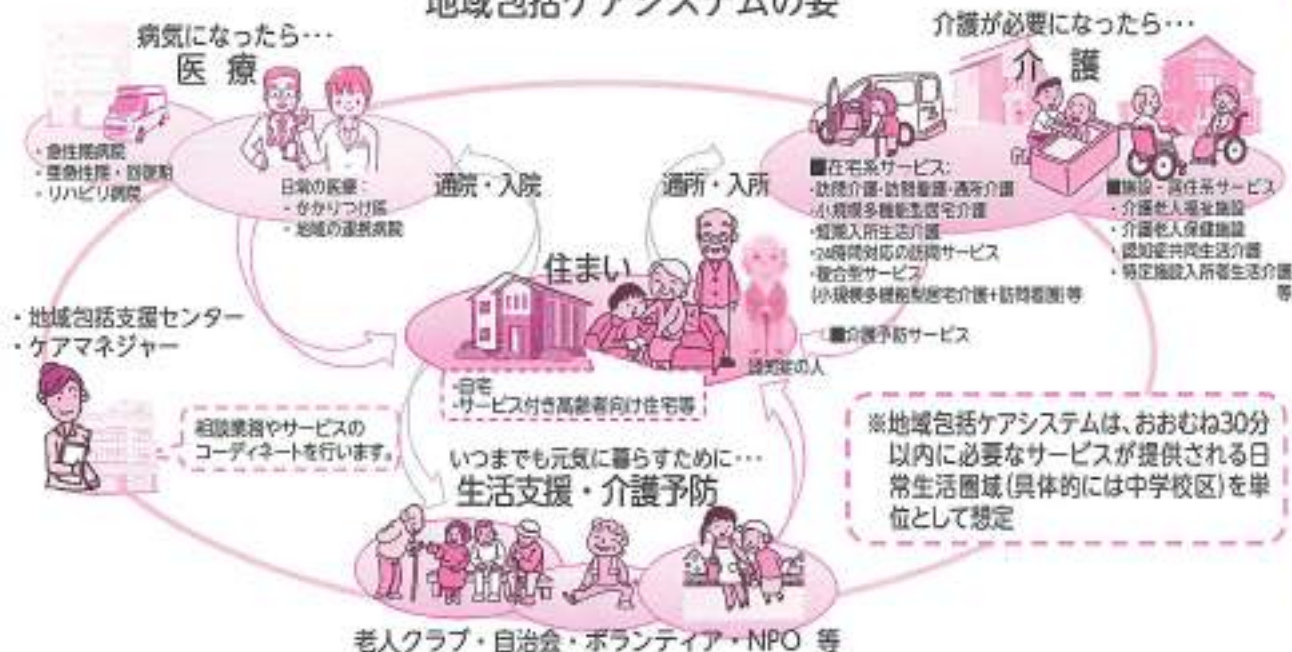 地域包括ケアシステムの姿
病気になったら･･･
医 療
・急性期病院
・亜急性期・回復期
・リハビリ病院
日常の医療：
・かかりつけ医
・地域の連携病院
通院・入院
通所・入所
介護が必要になったら･･･
介 護
■在宅系サービス：
・訪問介護・訪問看護・通所介護
・小規模多機能型居宅介護
・短期入所生活介護
・24時間対応の訪問サービス
・複合型サービス
(小規模多機能型居宅介護+訪問看護)等
■介護予防サービス
■施設・居住系サービス
・介護老人福祉施設
・介護老人保健施設
・認知症共同生活介護
・特定施設入所者生活介護
等
住まい
・自宅
・サービス付き高齢者向け住宅等
認知症の人
・地域包括支援センター
・ケアマネジャー
相談業務やサービスの
コーディネートを行います。
いつまでも元気に暮らすために･･･
生活支援・介護予防
老人クラブ・自治会・ボランティア・NPO 等
※地域包括ケアシステムは、おおむね30分
以内に必要なサービスが提供される日
常生活圏域(具体的には中学校区)を単
位として想定